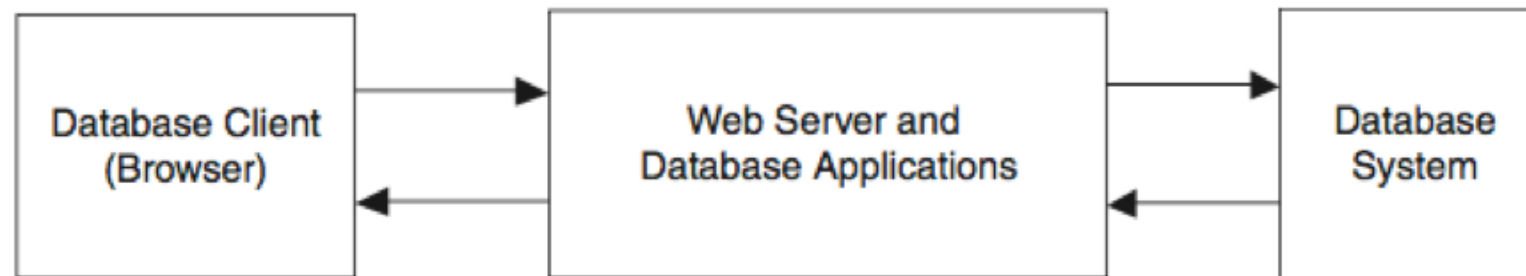 Database Client
(Browser)
Web Server and
Database Applications
Database
System